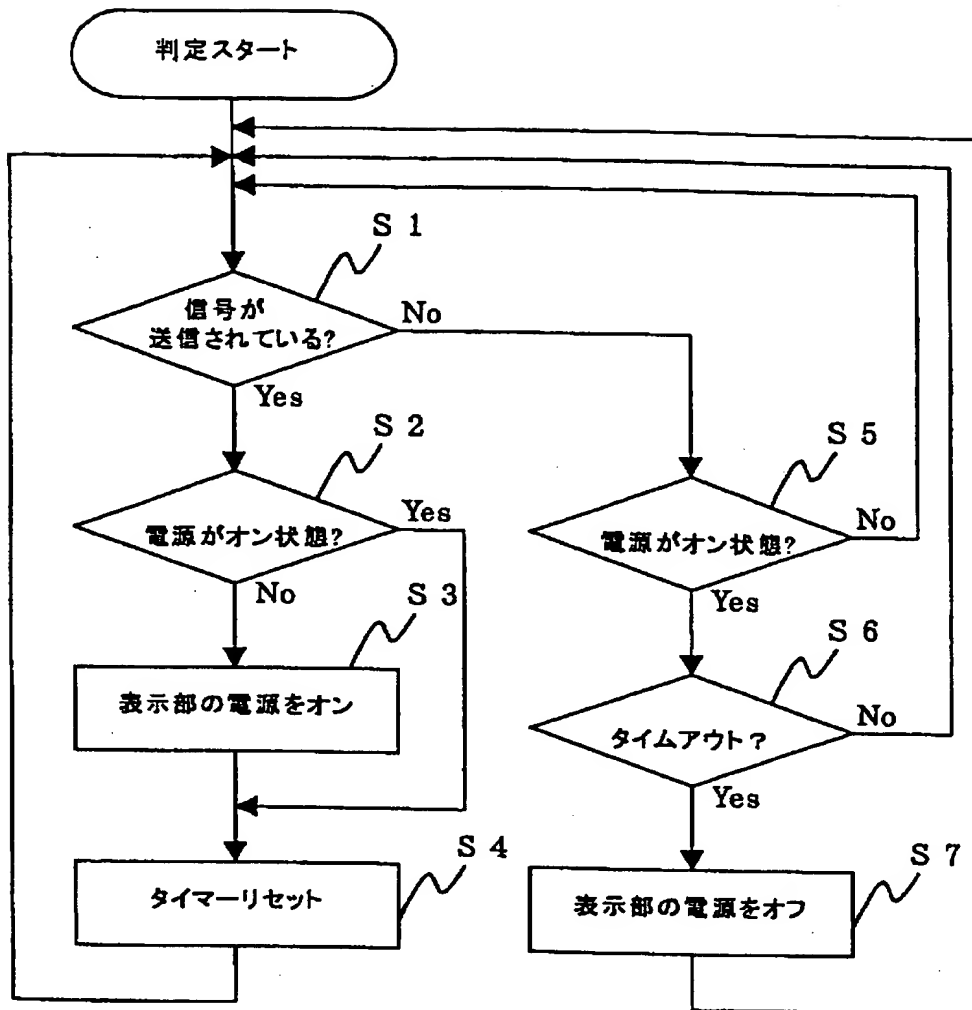 判定スタート
S 1
信号が
送信されている?
No
Yes
S 2
電源がオン状態?
Yes
No
S 3
表示部の電源をオン
S 4
タイマーリセット
S 5
電源がオン状態?
No
Yes
S 6
タイムアウト?
No
Yes
S 7
表示部の電源をオフ